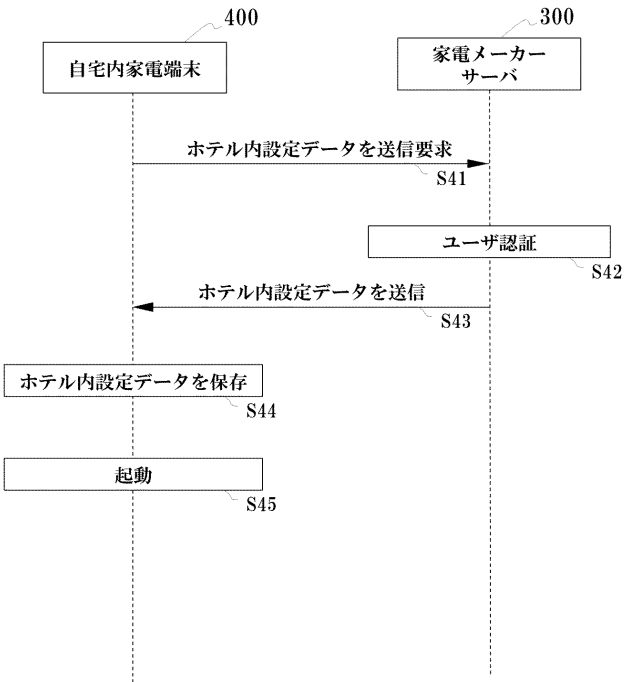 400
300
自宅内家電端末
家電メーカー
サーバ
ホテル内設定データを送信要求
S41
ユーザ認証
S42
ホテル内設定データを送信
S43
ホテル内設定データを保存
S44
起動
S45